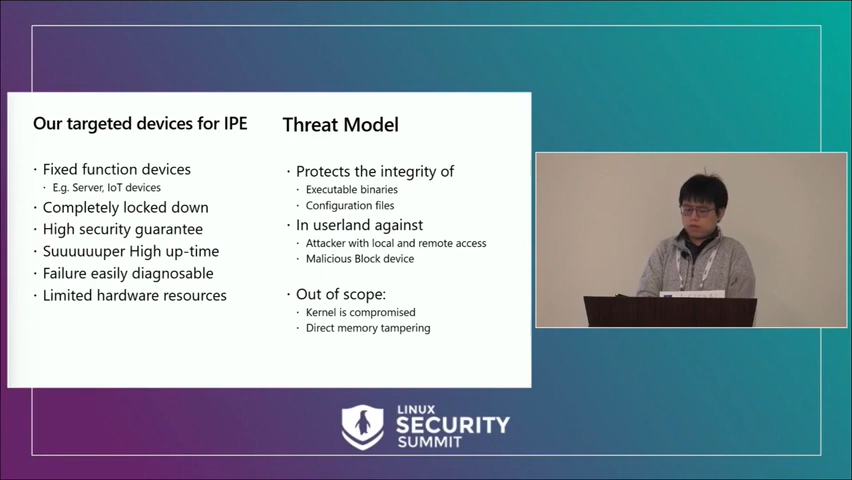 Our targeted devices for IPE
· Fixed function devices
· E.g. Server, IoT devices
· Completely locked down
· High security guarantee
· Suuuuuuper High up-time
· Failure easily diagnosable
· Limited hardware resources
Threat Model
· Protects the integrity of
· Executable binaries
· Configuration files
· In userland against
· Attacker with local and remote access
· Malicious Block device
· Out of scope:
· Kernel is compromised
· Direct memory tampering
LINUX
SECURITY
SUMMIT